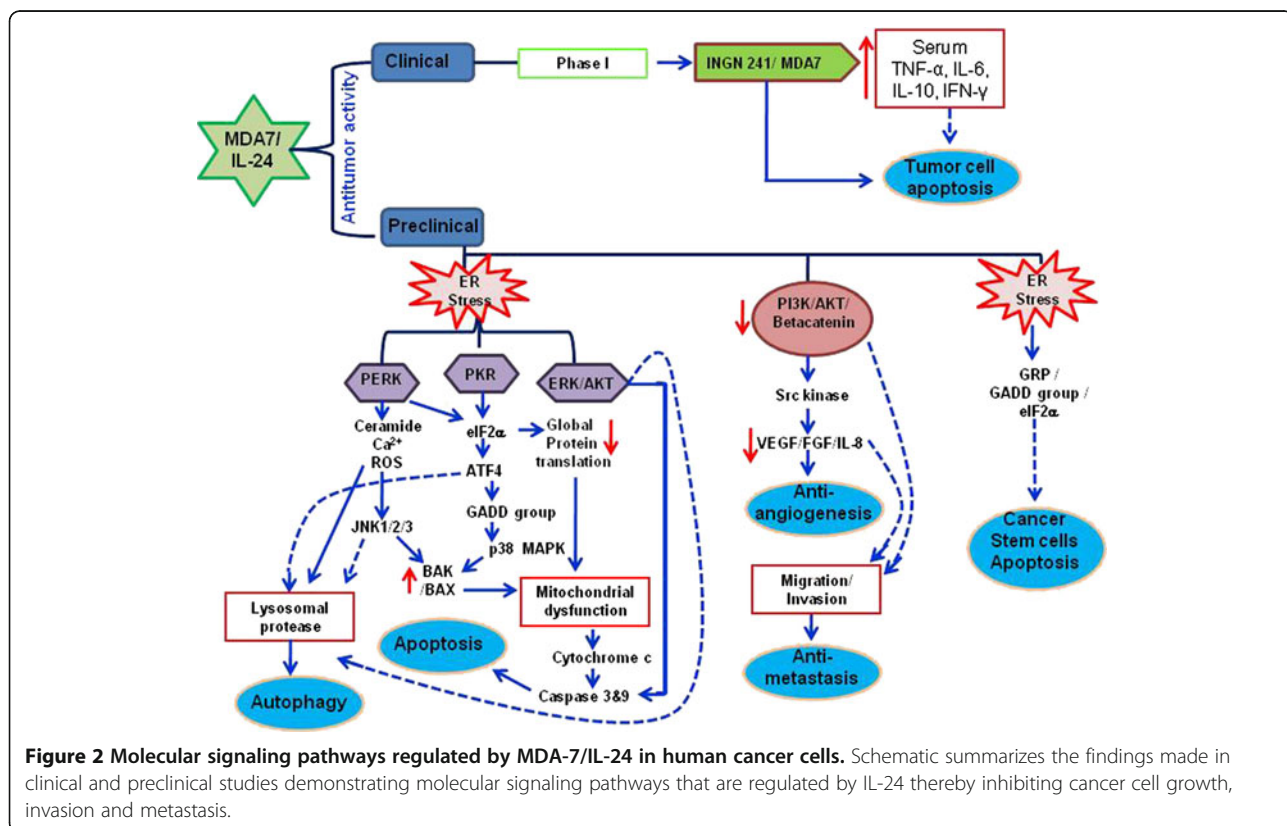 Clinical
Phase I
INGN 241/ MDA7
Serum
TNF-α, IL-6,
IL-10, IFN-γ
MDA7/
IL-24
Antitumor activity
Tumor cell
apoptosis
Preclinical
ER
Stress
PI3K/AKT/
Betacatenin
ER
Stress
PERK
PKR
ERK/AKT
Ceramide
Ca²⁺
ROS
eIF2α
Global
Protein
translation
ATF4
GADD group
JNK1/2/3
p38 MAPK
BAK
/BAX
Lysosomal
protease
Mitochondrial
dysfunction
Apoptosis
Cytochrome c
Caspase 3&9
Autophagy
Src kinase
VEGF/FGF/IL-8
Anti-
angiogenesis
Migration/
Invasion
Anti-
metastasis
GRP /
GADD group /
eIF2α
Cancer
Stem cells
Apoptosis
Figure 2 Molecular signaling pathways regulated by MDA-7/IL-24 in human cancer cells. Schematic summarizes the findings made in
clinical and preclinical studies demonstrating molecular signaling pathways that are regulated by IL-24 thereby inhibiting cancer cell growth,
invasion and metastasis.